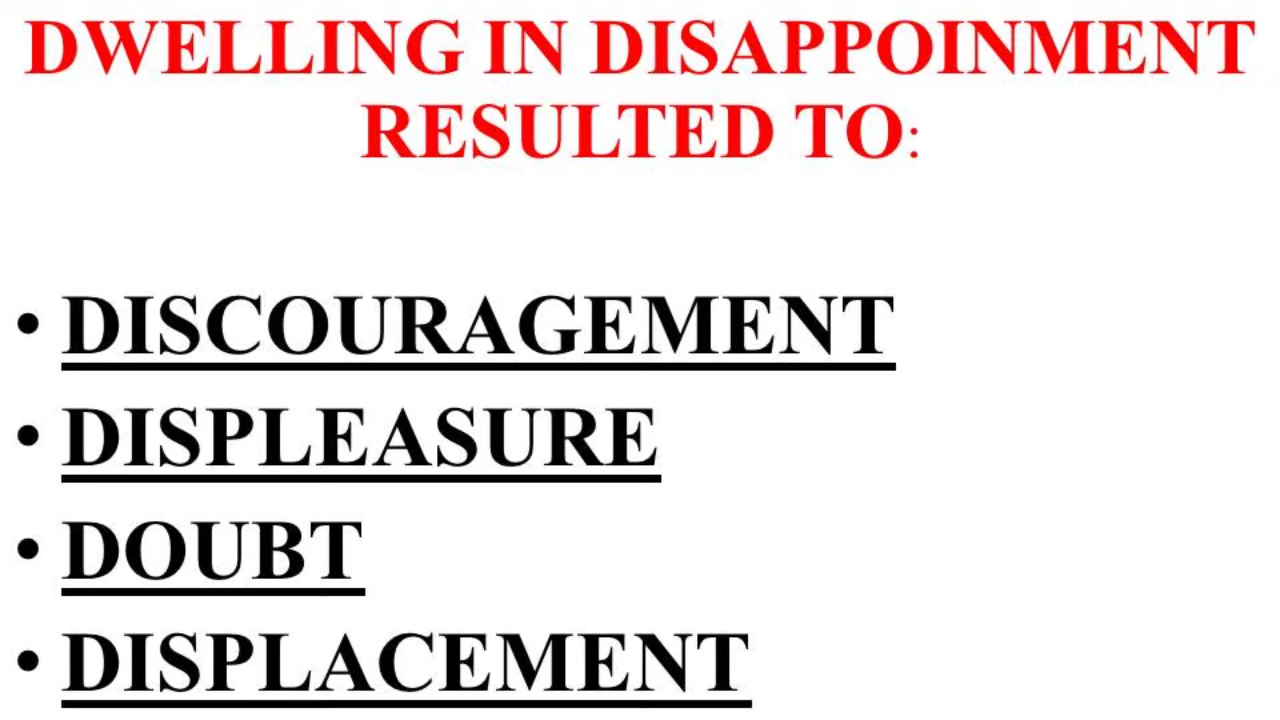 DWELLING IN DISAPPOINMENT
RESULTED TO:
• DISCOURAGEMENT
• DISPLEASURE
• DOUBT
• DISPLACEMENT